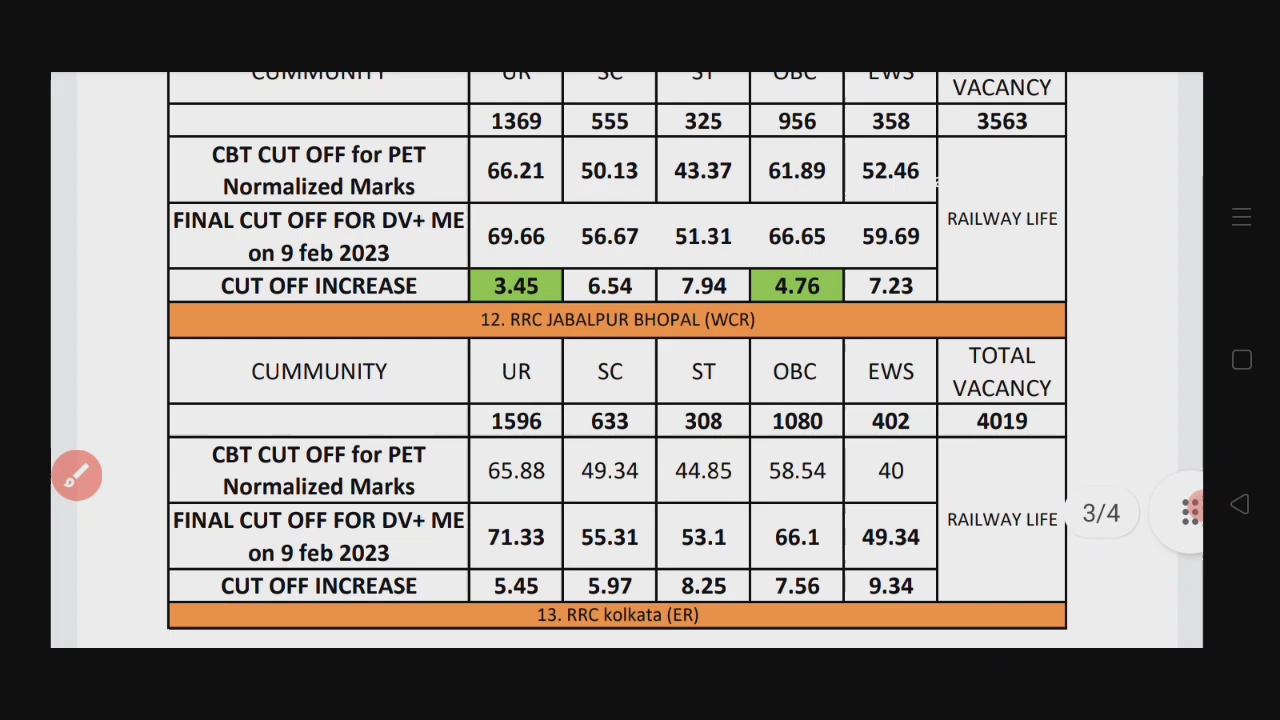 CUMMUNITY UR SC ST OBC EWS
VACANCY
1369 555 325 956 358 3563
CBT CUT OFF for PET
Normalized Marks
66.21 50.13 43.37 61.89 52.46
FINAL CUT OFF FOR DV+ ME
on 9 feb 2023
69.66 56.67 51.31 66.65 59.69
RAILWAY LIFE
CUT OFF INCREASE 3.45 6.54 7.94 4.76 7.23
12. RRC JABALPUR BHOPAL (WCR)
CUMMUNITY UR SC ST OBC EWS
TOTAL
VACANCY
1596 633 308 1080 402 4019
CBT CUT OFF for PET
Normalized Marks
65.88 49.34 44.85 58.54 40
FINAL CUT OFF FOR DV+ ME
on 9 feb 2023
71.33 55.31 53.1 66.1 49.34
RAILWAY LIFE
3/4
CUT OFF INCREASE 5.45 5.97 8.25 7.56 9.34
13. RRC kolkata (ER)